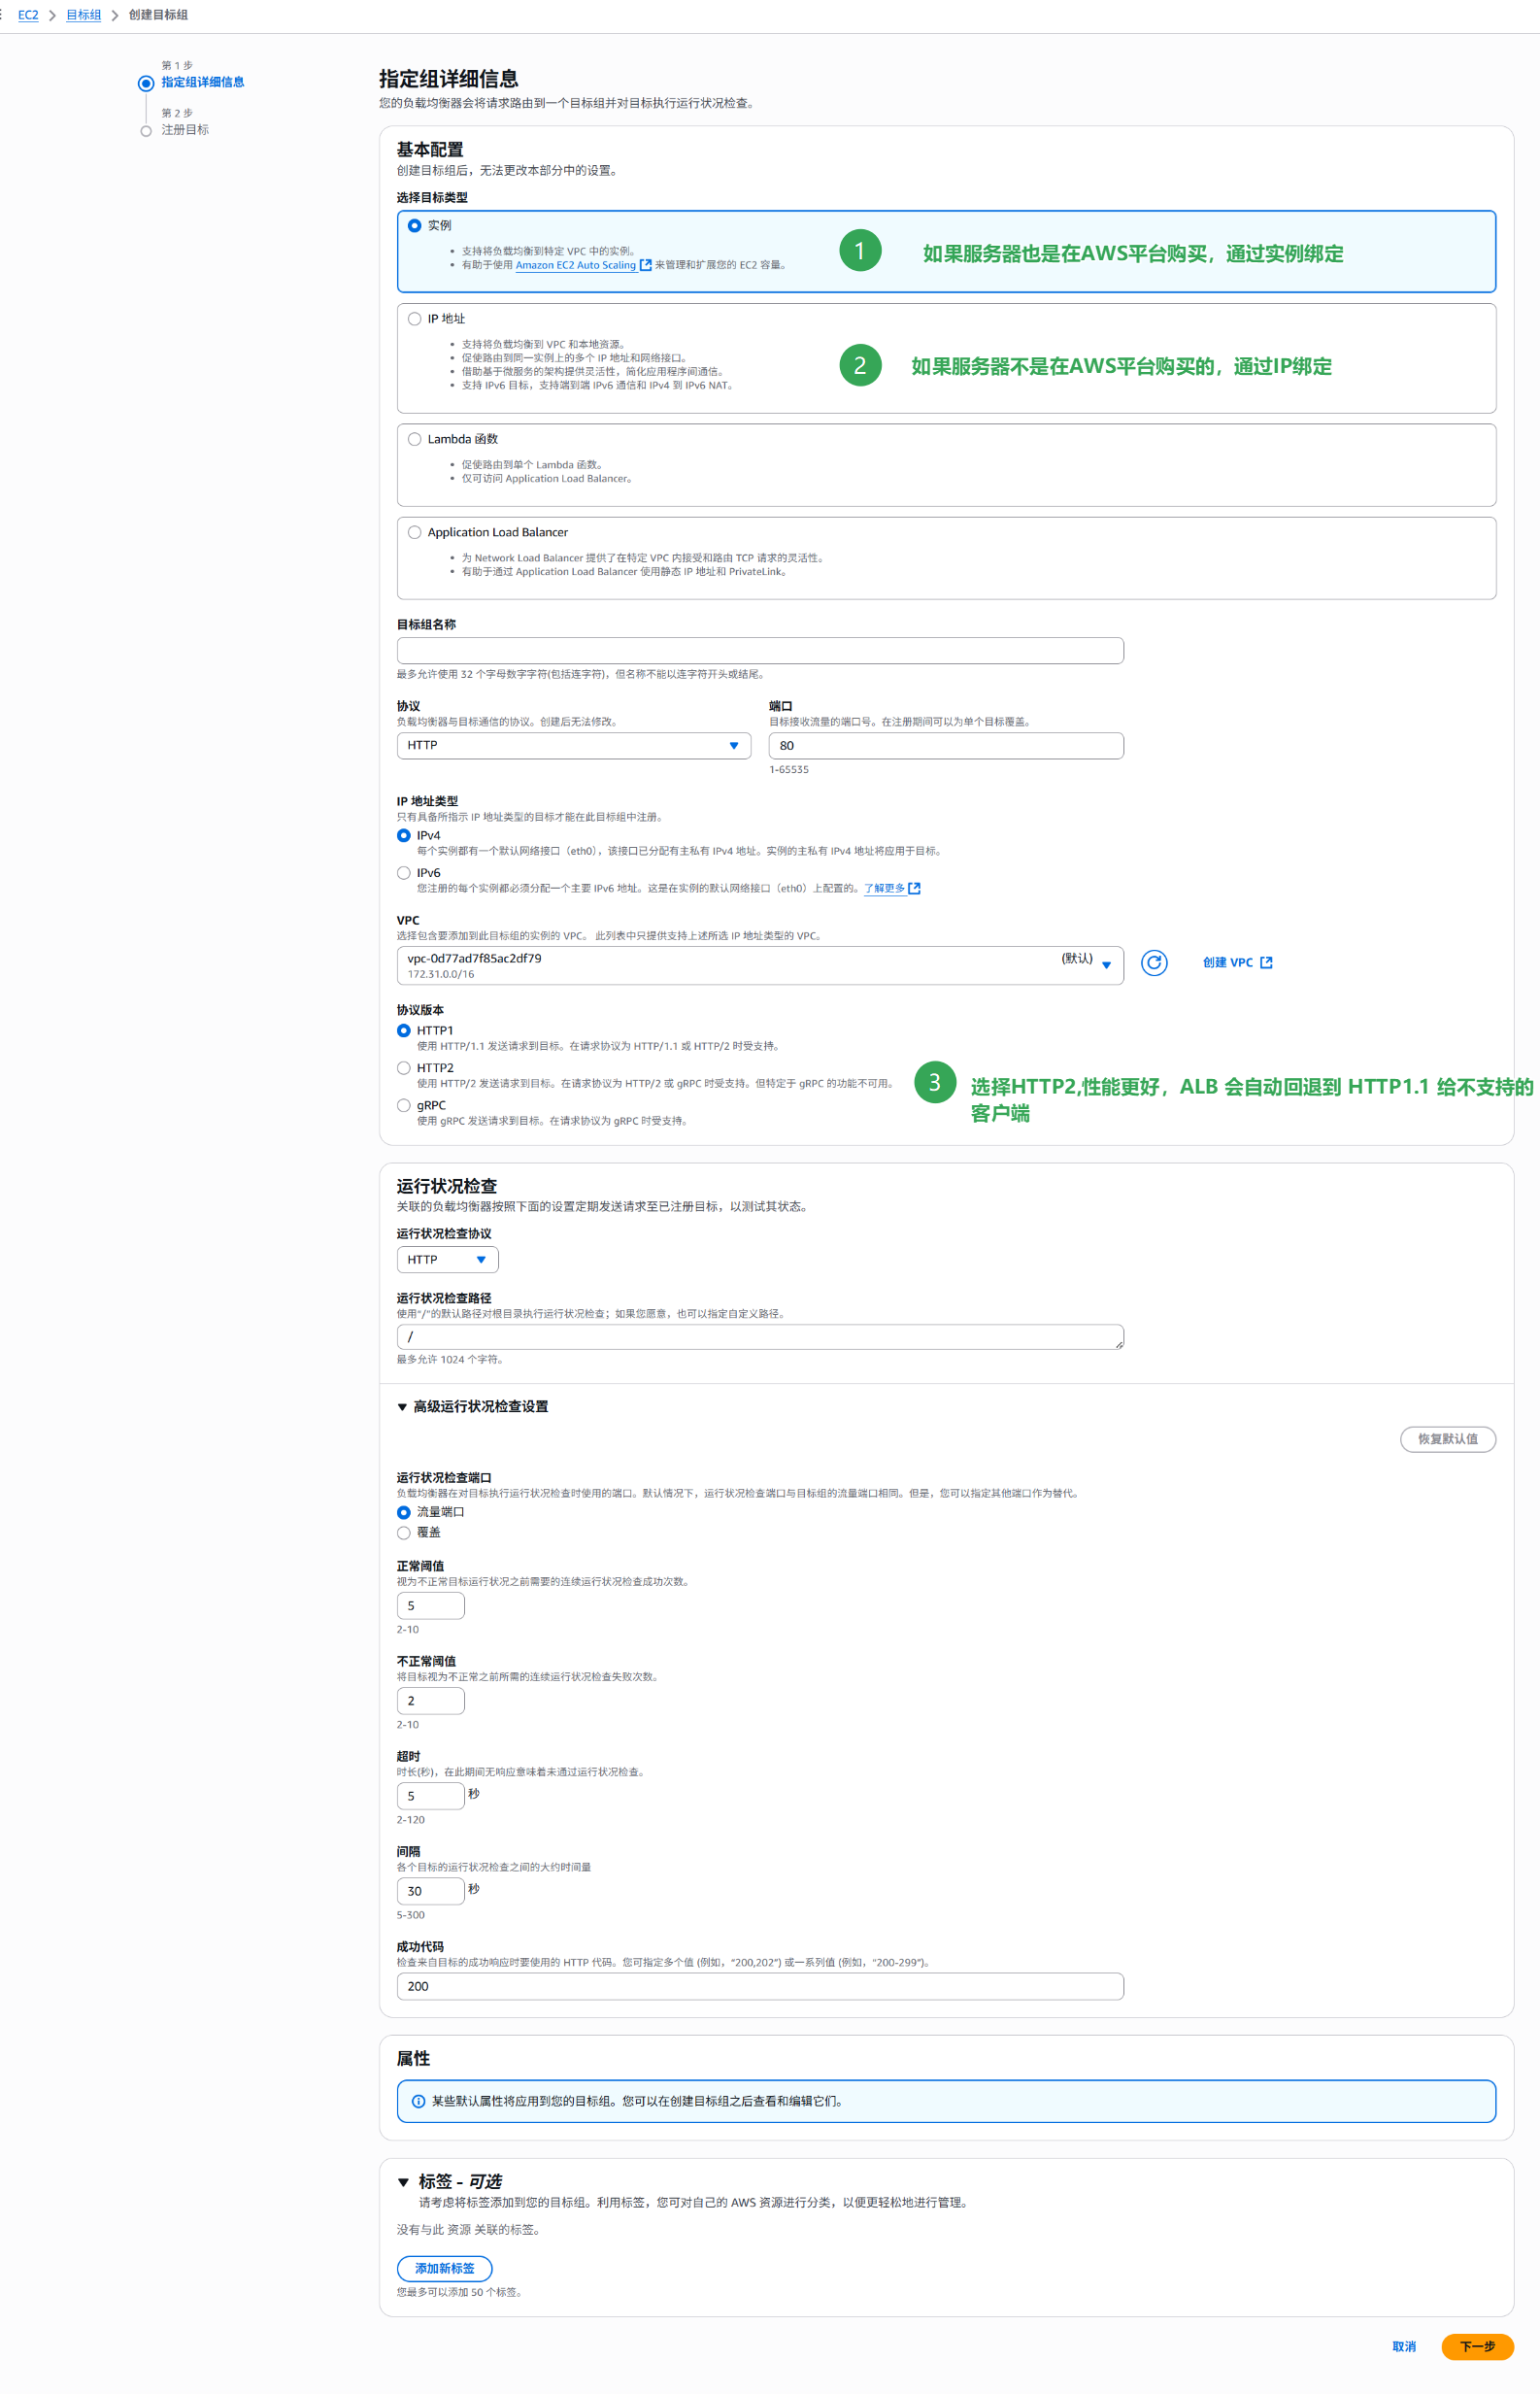 EC2 > 目标组 > 创建目标组
第 1 步
指定组详细信息
第 2 步
注册目标
指定组详细信息
您的负载均衡器会将请求路由到一个目标组并对目标执行运行状况检查。
基本配置
创建目标组后，无法更改本部分中的设置。
选择目标类型
实例
• 支持将负载均衡到特定 VPC 中的实例。
• 有助于使用 Amazon EC2 Auto Scaling 来管理和扩展您的 EC2 容量。
1 如果服务器也是在AWS平台购买，通过实例绑定
IP 地址
• 支持将负载均衡到 VPC 和本地资源。
• 促使路由到同一实例上的多个 IP 地址和网络接口。
• 借助基于微服务的架构提供灵活性，简化应用程序间通信。
• 支持 IPv6 目标，支持端到端 IPv6 通信和 IPv4 到 IPv6 NAT。
2 如果服务器不是在AWS平台购买的，通过IP绑定
Lambda 函数
• 促使路由到单个 Lambda 函数。
• 仅可访问 Application Load Balancer。
Application Load Balancer
• 为 Network Load Balancer 提供了在特定 VPC 内接受和路由 TCP 请求的灵活性。
• 有助于通过 Application Load Balancer 使用静态 IP 地址和 PrivateLink。
目标组名称
最多允许使用 32 个字母数字字符(包括连字符)，但名称不能以连字符开头或结尾。
协议
负载均衡器与目标通信的协议。创建后无法修改。
HTTP
端口
目标接收流量的端口号。在注册期间可以为单个目标覆盖。
80
1-65535
IP 地址类型
只有具备所指示 IP 地址类型的目标才能在此目标组中注册。
IPv4
每个实例都有一个默认网络接口（eth0），该接口已分配有主私有 IPv4 地址。实例的主私有 IPv4 地址将应用于目标。
IPv6
您注册的每个实例都必须分配一个主要 IPv6 地址。这是在实例的默认网络接口（eth0）上配置的。了解更多
VPC
选择包含要添加到此目标组的实例的 VPC。 此列表中只提供支持上述所选 IP 地址类型的 VPC。
vpc-0d77ad7f85ac2df79 (默认)
172.31.0.0/16
创建 VPC
协议版本
HTTP1
使用 HTTP/1.1 发送请求到目标。在请求协议为 HTTP/1.1 或 HTTP/2 时受支持。
HTTP2
使用 HTTP/2 发送请求到目标。在请求协议为 HTTP/2 或 gRPC 时受支持。但特定于 gRPC 的功能不可用。
gRPC
使用 gRPC 发送请求到目标。在请求协议为 gRPC 时受支持。
3 选择HTTP2,性能更好，ALB 会自动回退到 HTTP1.1 给不支持的
客户端
运行状况检查
关联的负载均衡器按照下面的设置定期发送请求至已注册目标，以测试其状态。
运行状况检查协议
HTTP
运行状况检查路径
使用“/”的默认路径对根目录执行运行状况检查；如果您愿意，也可以指定自定义路径。
/
最多允许 1024 个字符。
高级运行状况检查设置
恢复默认值
运行状况检查端口
负载均衡器在对目标执行运行状况检查时使用的端口。默认情况下，运行状况检查端口与目标组的流量端口相同。但是，您可以指定其他端口作为替代。
流量端口
覆盖
正常阈值
视为不正常目标运行状况之前需要的连续运行状况检查成功次数。
5
2-10
不正常阈值
将目标视为不正常之前所需的连续运行状况检查失败次数。
2
2-10
超时
时长(秒)，在此期间无响应意味着未通过运行状况检查。
5 秒
2-120
间隔
各个目标的运行状况检查之间的大约时间量
30 秒
5-300
成功代码
检查来自目标的成功响应时要使用的 HTTP 代码。您可指定多个值 (例如，“200,202”) 或一系列值 (例如，“200-299”)。
200
属性
某些默认属性将应用到您的目标组。您可以在创建目标组之后查看和编辑它们。
标签 - 可选
请考虑将标签添加到您的目标组。利用标签，您可对自己的 AWS 资源进行分类，以便更轻松地进行管理。
没有与此 资源 关联的标签。
添加新标签
您最多可以添加 50 个标签。
取消 下一步